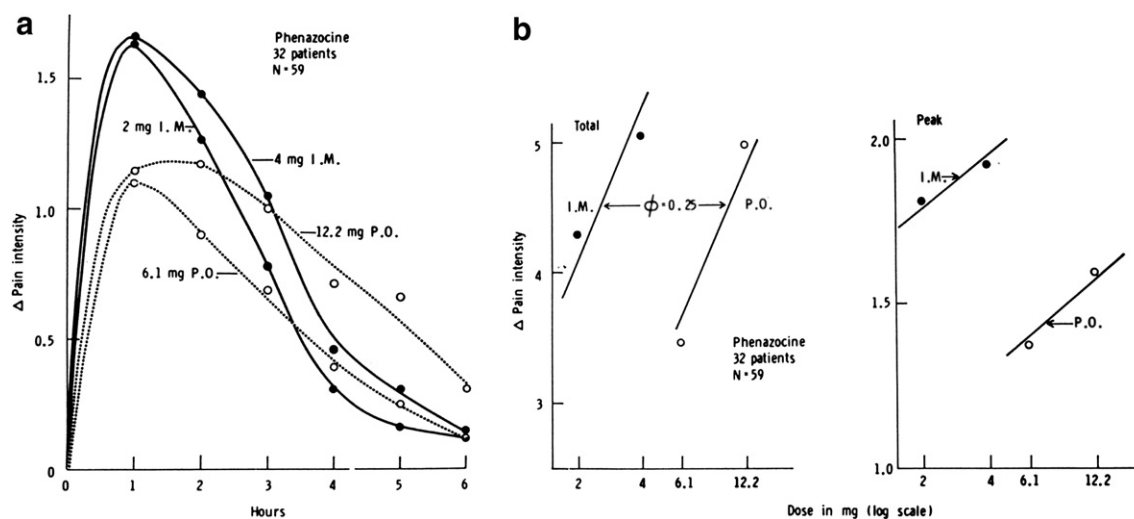 a
Δ Pain intensity
1.5
1.0
0.5
0
Phenazocine
32 patients
N = 59
2 mg I.M.
4 mg I.M.
12.2 mg P.O.
6.1 mg P.O.
0 1 2 3 4 5 6
Hours
b
Δ Pain intensity
5
4
3
Total
I.M.
ϕ = 0.25
P.O.
Phenazocine
32 patients
N = 59
2 4 6.1 12.2
2.0
1.5
1.0
Peak
I.M.
P.O.
2 4 6.1 12.2
Dose in mg (log scale)